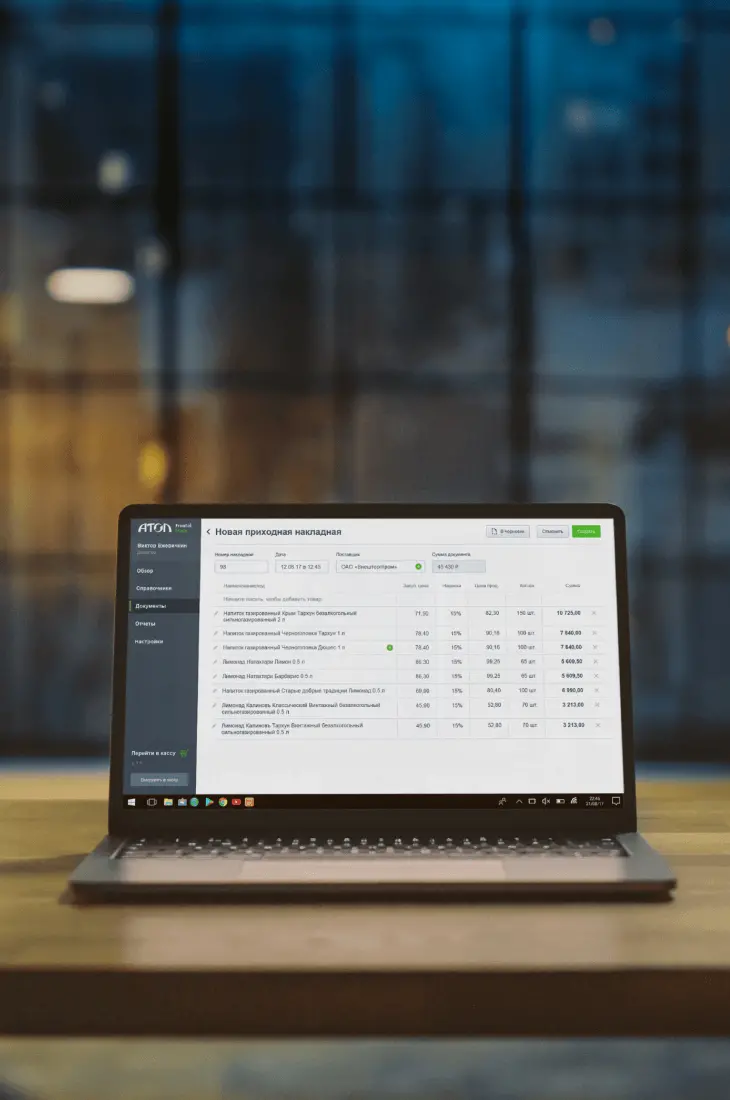 АТОЛ Frontol
‹ Новая приходная накладная
В черновик
Отменить
Виктор Ежевичкин
Обзор
Справочники
Документы
Отчеты
Настройки
Номер накладной Дата Поставщик Сумма документа
98 12.08.17 в 12:45 ОАО «Внешторгпром»
Наименование/код Закуп. цена Наценка Цена прод. Кол-во Сумма
Начните писать, чтобы добавить товар
Напиток газированный Крым Тархун безалкогольный
сильногазированный 2 л 71,50 15% 82,30 150 шт. 10 725,00
Напиток газированный Черноголовка Тархун 1 л 78,40 15% 90,16 100 шт 7 840,00
Напиток газированный Черноголовка Дюшес 1 л 78,40 15% 90,16 100 шт 7 840,00
Лимонад Натахтари Лимон 0.5 л 86,30 15% 99,25 65 шт 5 609,50
Лимонад Натахтари Барбарис 0.5 л 86,30 15% 99,25 65 шт 5 609,50
Напиток газированный Старые добрые традиции Лимонад 0.5 л 69,90 15% 80,40 100 шт 6 990,00
Лимонад Калиновъ Классический Винтажный безалкогольный
сильногазированный 0.5 л 45,90 15% 52,80 70 шт 3 213,00
Лимонад Калиновъ Тархун Винтажный безалкогольный
сильногазированный 0.5 л 45,90 15% 52,80 70 шт 3 213,00
Перейти в кассу